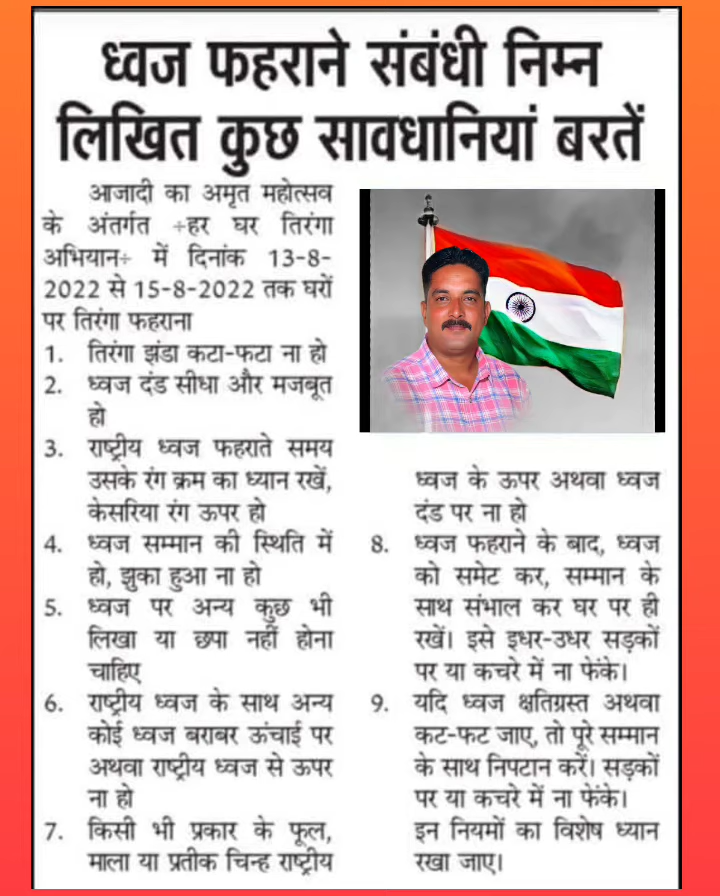 ध्वज फहराने संबंधी निम्न
लिखित कुछ सावधानियां बरतें
आजादी का अमृत महोत्सव
के अंतर्गत ÷हर घर तिरंगा
अभियान÷ में दिनांक 13-8-
2022 से 15-8-2022 तक घरों
पर तिरंगा फहराना
1. तिरंगा झंडा कटा-फटा ना हो
2. ध्वज दंड सीधा और मजबूत
हो
3. राष्ट्रीय ध्वज फहराते समय
उसके रंग क्रम का ध्यान रखें,
केसरिया रंग ऊपर हो
4. ध्वज सम्मान की स्थिति में
हो, झुका हुआ ना हो
5. ध्वज पर अन्य कुछ भी
लिखा या छपा नहीं होना
चाहिए
6. राष्ट्रीय ध्वज के साथ अन्य
कोई ध्वज बराबर ऊंचाई पर
अथवा राष्ट्रीय ध्वज से ऊपर
ना हो
7. किसी भी प्रकार के फूल,
माला या प्रतीक चिन्ह राष्ट्रीय
ध्वज के ऊपर अथवा ध्वज
दंड पर ना हो
8. ध्वज फहराने के बाद, ध्वज
को समेट कर, सम्मान के
साथ संभाल कर घर पर ही
रखें। इसे इधर-उधर सड़कों
पर या कचरे में ना फेंके।
9. यदि ध्वज क्षतिग्रस्त अथवा
कट-फट जाए, तो पूरे सम्मान
के साथ निपटान करें। सड़कों
पर या कचरे में ना फेंके।
इन नियमों का विशेष ध्यान
रखा जाए।